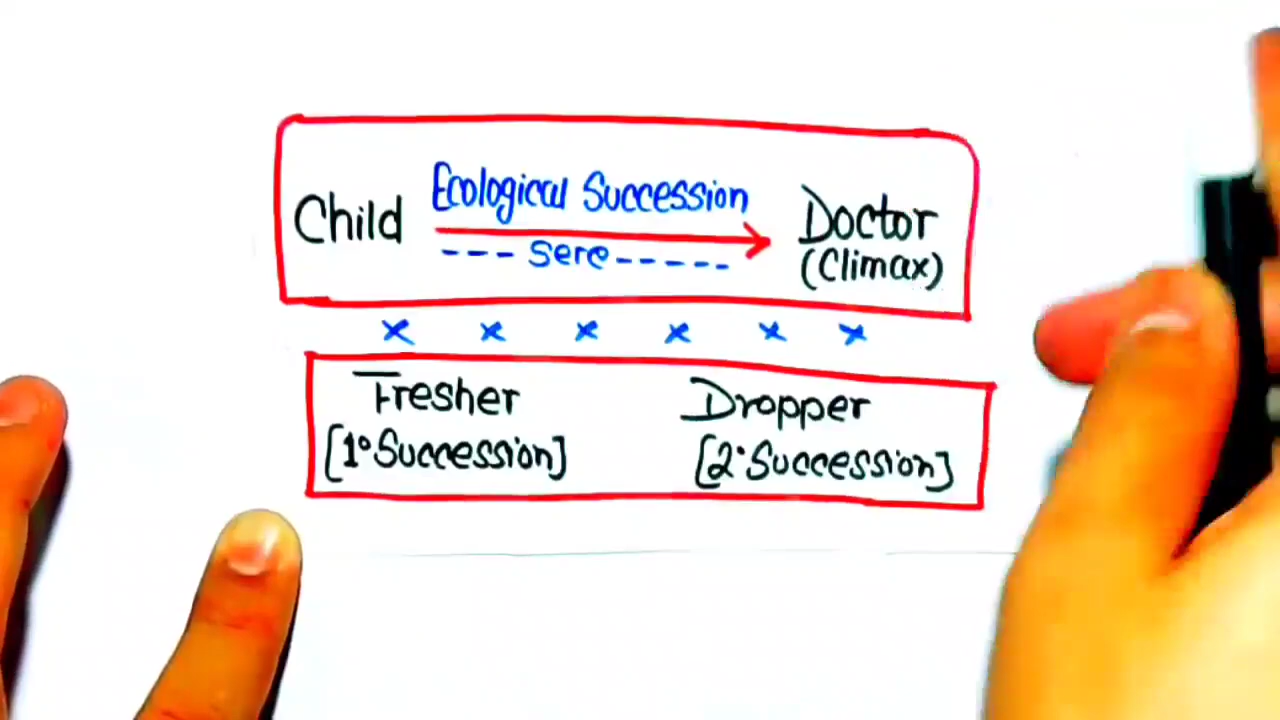 Child Ecological Succession Doctor
--- Sere ----- (Climax)
× × × × × ×
Fresher Dropper
[1° Succession] [2° Succession]